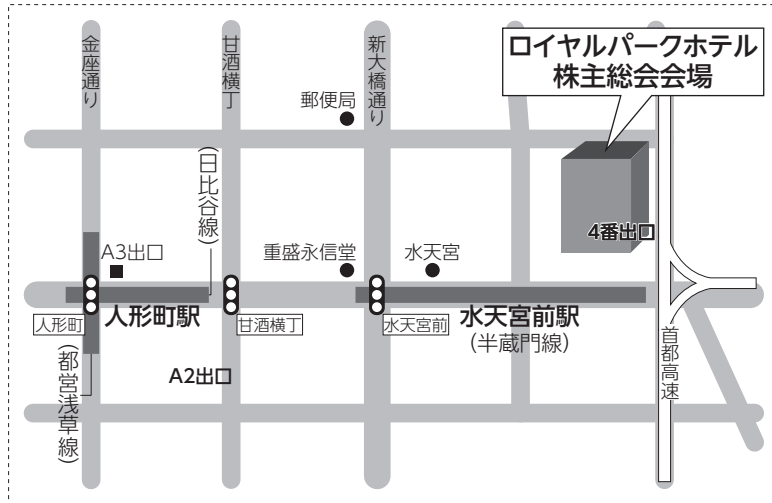 金座通り
甘酒横丁
新大橋通り
ロイヤルパークホテル
株主総会会場
郵便局
(日比谷線)
A3出口
重盛永信堂
水天宮
4番出口
人形町
人形町駅
甘酒横丁
水天宮前
水天宮前駅
(半蔵門線)
首都高速
(都営浅草線)
A2出口